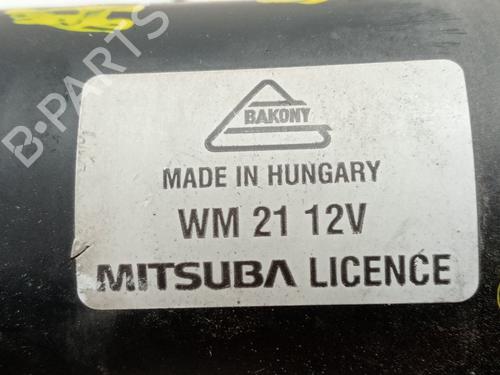 B-PARTS
BAKONY
MADE IN HUNGARY
WM 21 12V
MITSUBA LICENCE